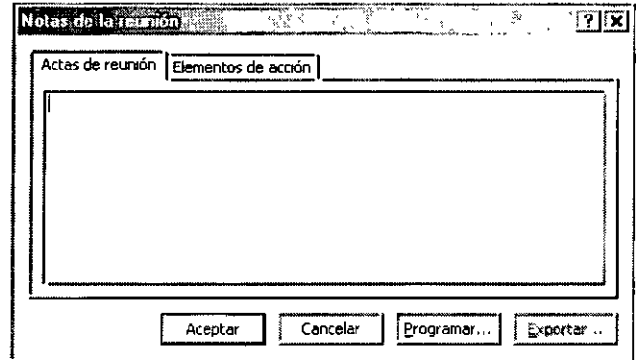 Notas de la reunión
Actas de reunión Elementos de acción
Aceptar Cancelar Programar... Exportar ..